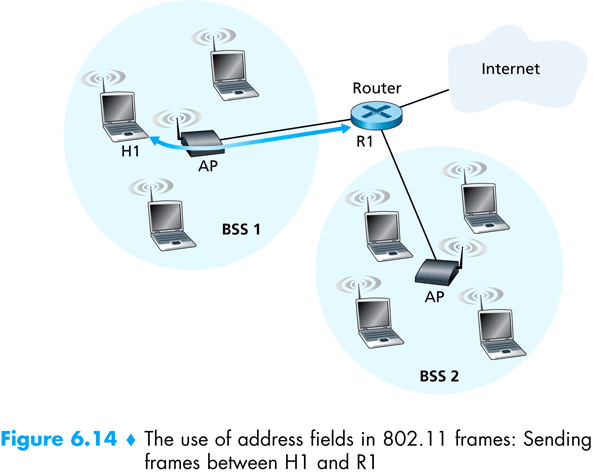 Internet
Router
R1
H1
AP
BSS 1
AP
BSS 2
Figure 6.14 ♦ The use of address fields in 802.11 frames: Sending
frames between H1 and R1